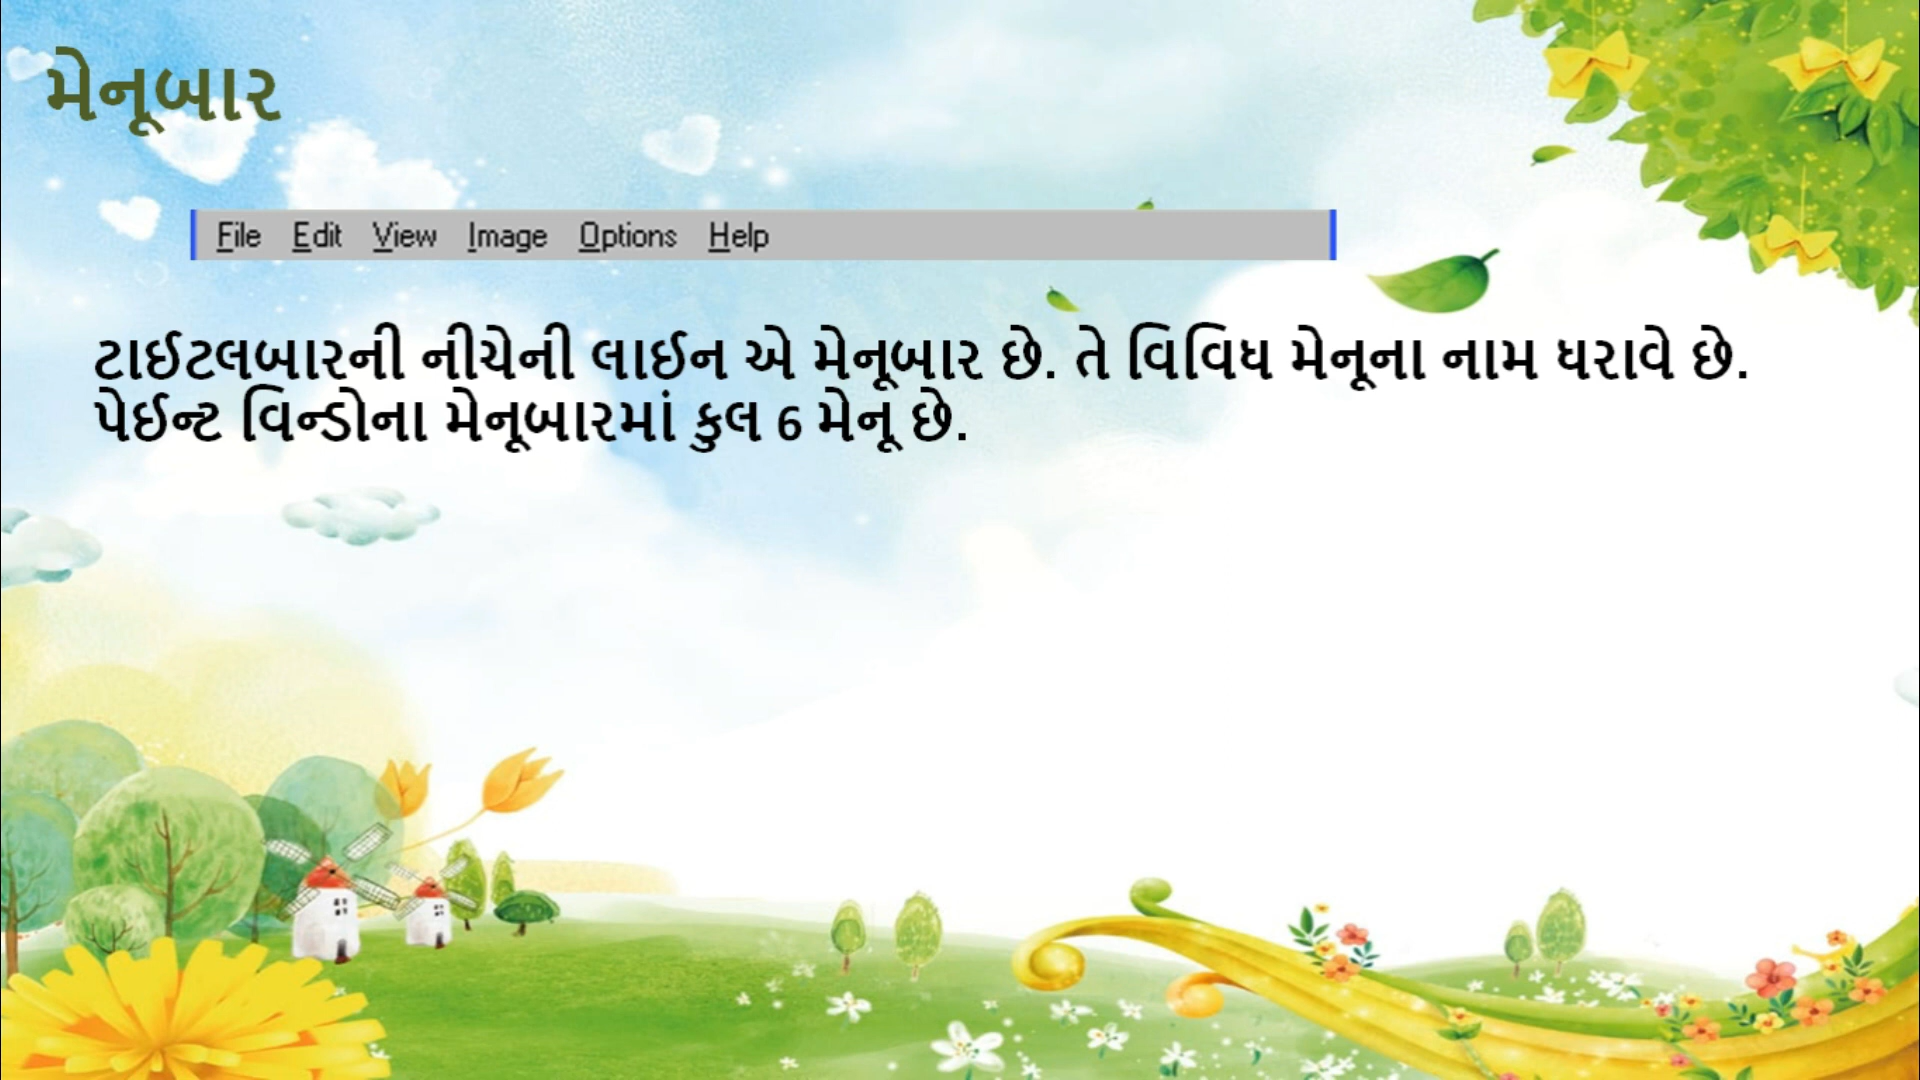 મેનૂબાર
File Edit View Image Options Help
ટાઈટલબારની નીચેની લાઈન એ મેનૂબાર છે. તે વિવિધ મેનૂના નામ ધરાવે છે.
પેઈન્ટ વિન્ડોના મેનૂબારમાં કુલ 6 મેનૂ છે.